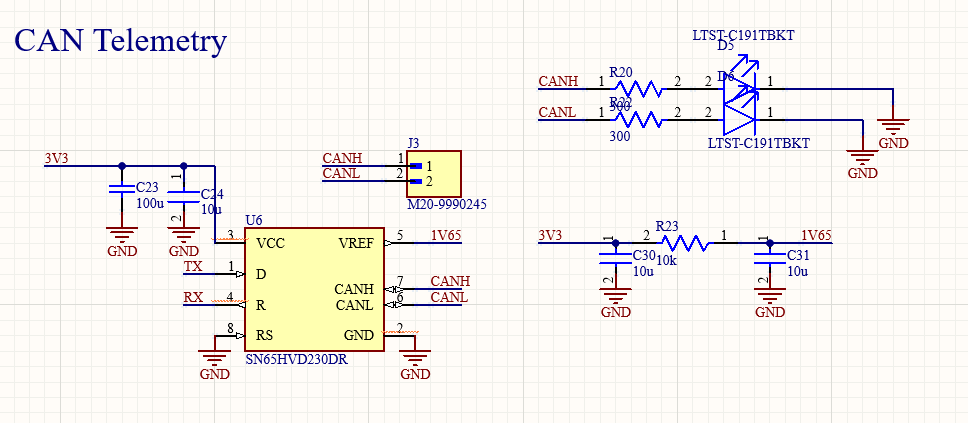 CAN Telemetry
LTST-C191TBKT
D5
D6
CANH 1 R20 300 2 2 1
CANL 1 R22 300 2 2 1
LTST-C191TBKT
GND
GND
J3
CANH 1 1
CANL 2 2
M20-9990245
3V3
C23
100u
1
C24
10u
2
GND
GND
U6
3 VCC
VREF 5 1V65
TX 1 D
CANH 7 CANH
RX 4 R
CANL 6 CANL
8 RS
GND 2
SN65HVD230DR
GND
GND
3V3 2 R23 1 1V65
10k
1
C30
10u
2
GND
1
C31
10u
2
GND